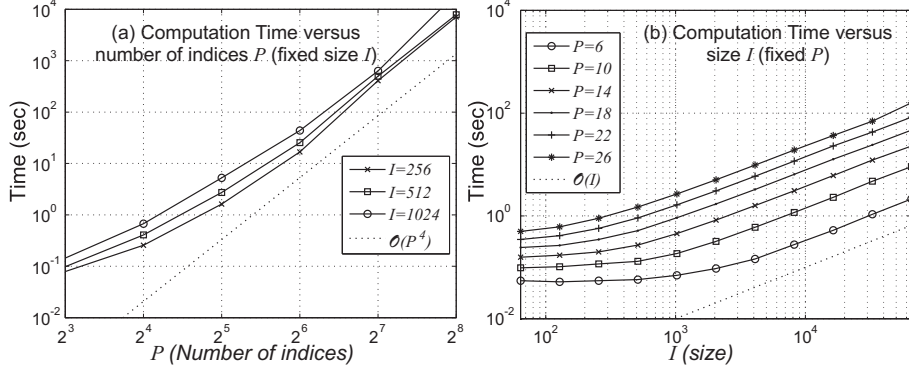 (a) Computation Time versus
number of indices P (fixed size I)
Time (sec)
10^4
10^3
10^2
10^1
10^0
10^-1
10^-2
2^3
2^4
2^5
2^6
2^7
2^8
P (Number of indices)
I=256
I=512
I=1024
O(P^4)
(b) Computation Time versus
size I (fixed P)
Time (sec)
10^4
10^2
10^0
10^-2
10^2
10^3
10^4
I (size)
P=6
P=10
P=14
P=18
P=22
P=26
O(I)